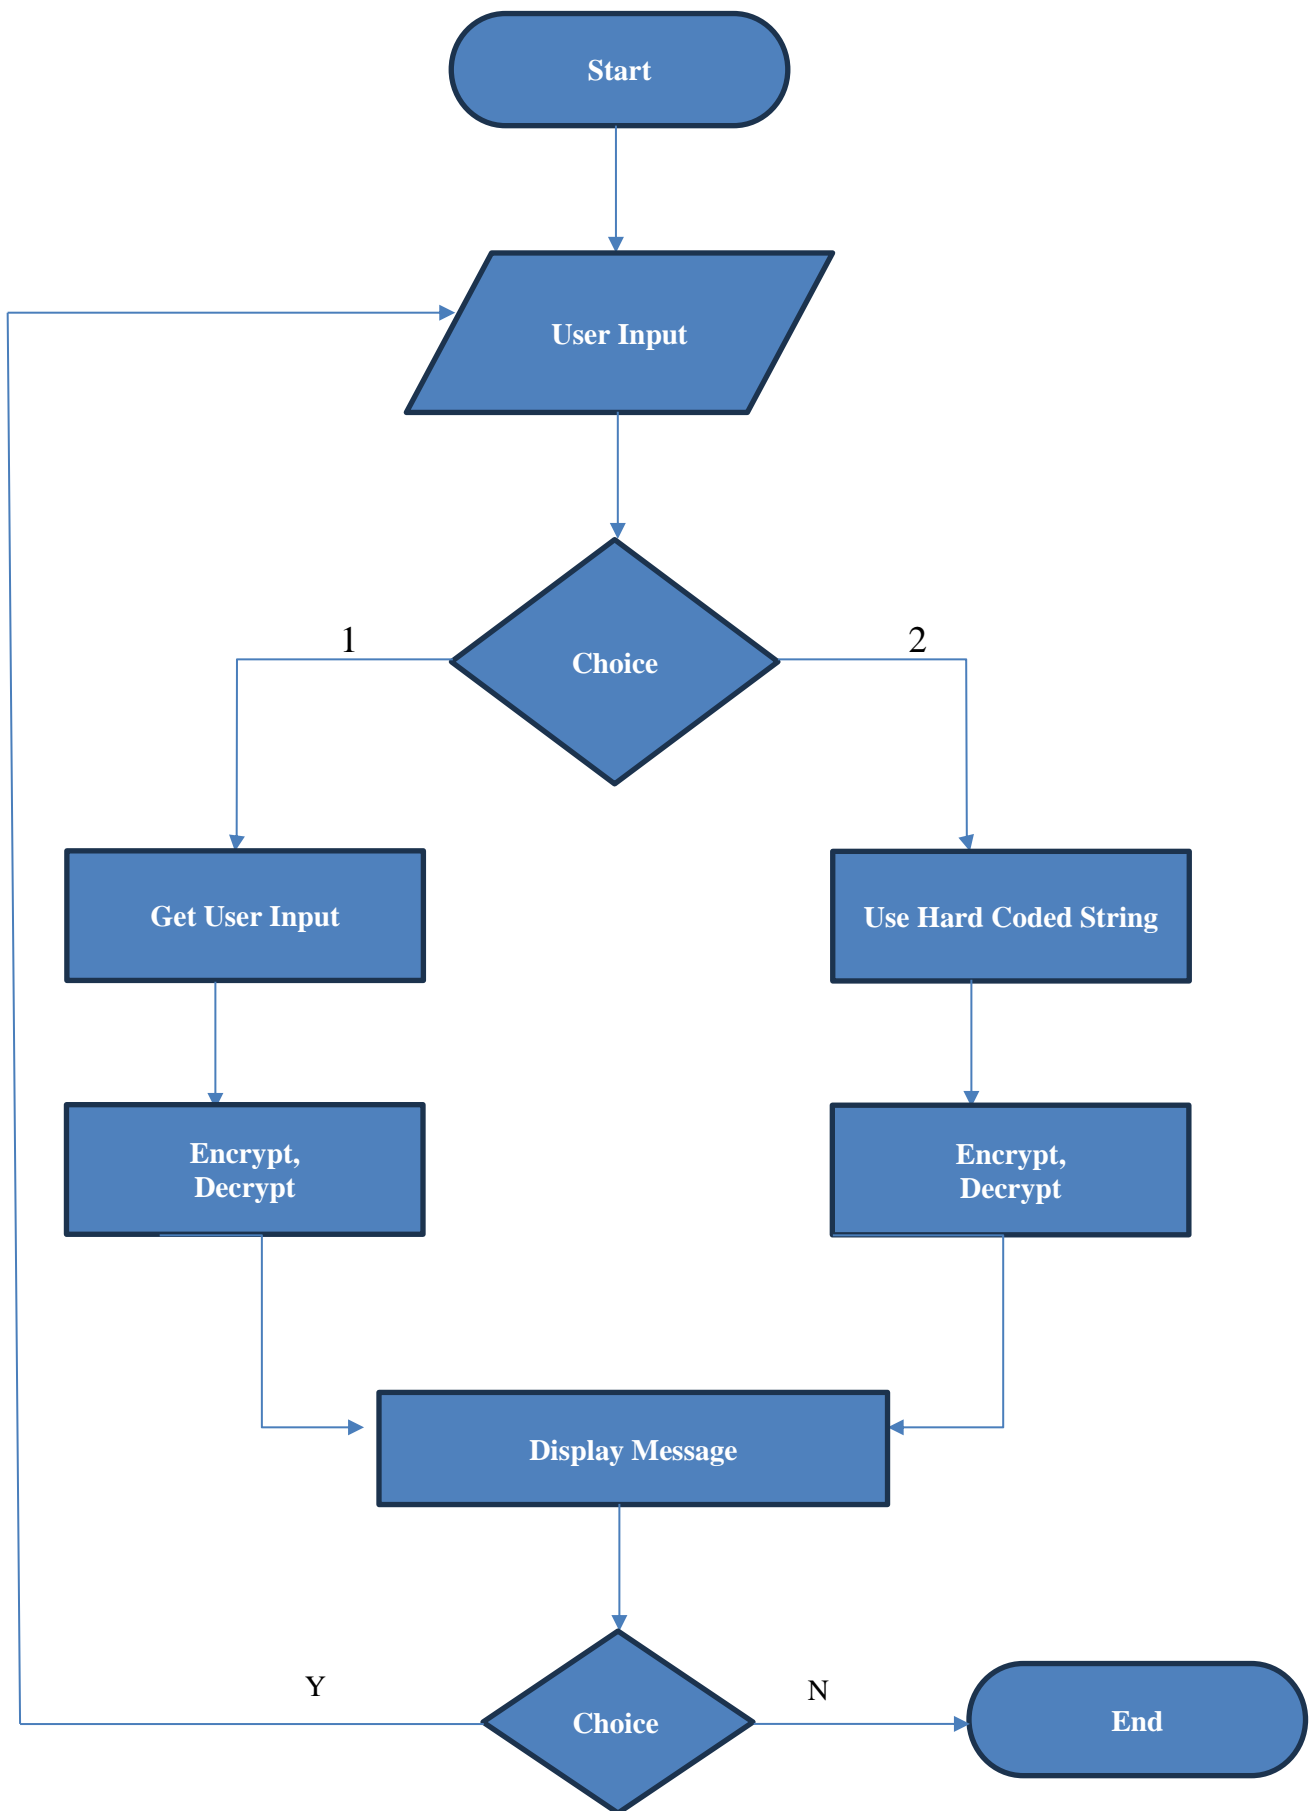 Start
User Input
1
2
Choice
Get User Input
Use Hard Coded String
Encrypt,
Decrypt
Encrypt,
Decrypt
Display Message
Y
N
Choice
End